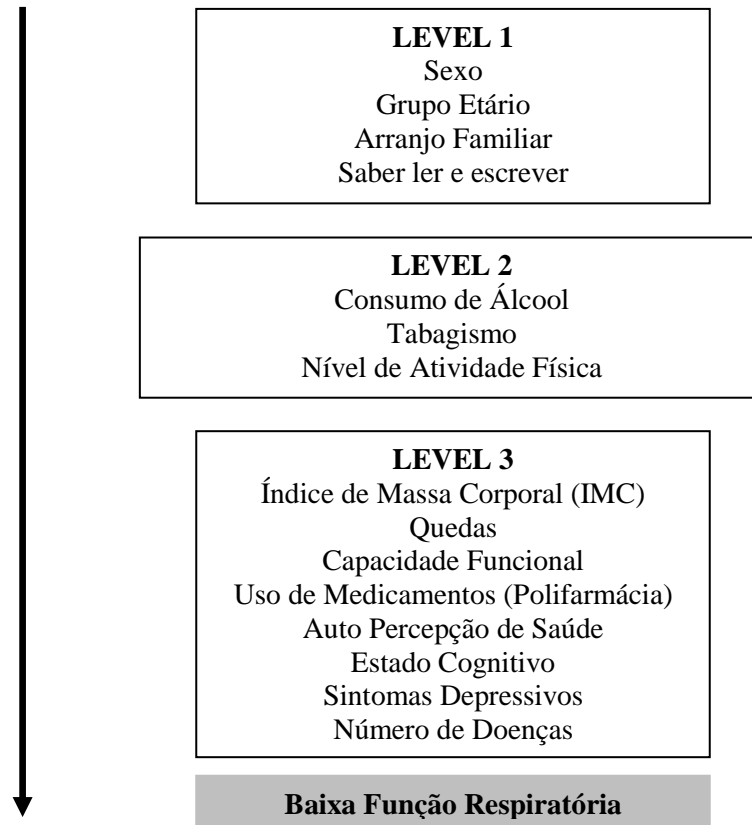 LEVEL 1
Sexo
Grupo Etário
Arranjo Familiar
Saber ler e escrever
LEVEL 2
Consumo de Álcool
Tabagismo
Nível de Atividade Física
LEVEL 3
Índice de Massa Corporal (IMC)
Quedas
Capacidade Funcional
Uso de Medicamentos (Polifarmácia)
Auto Percepção de Saúde
Estado Cognitivo
Sintomas Depressivos
Número de Doenças
Baixa Função Respiratória